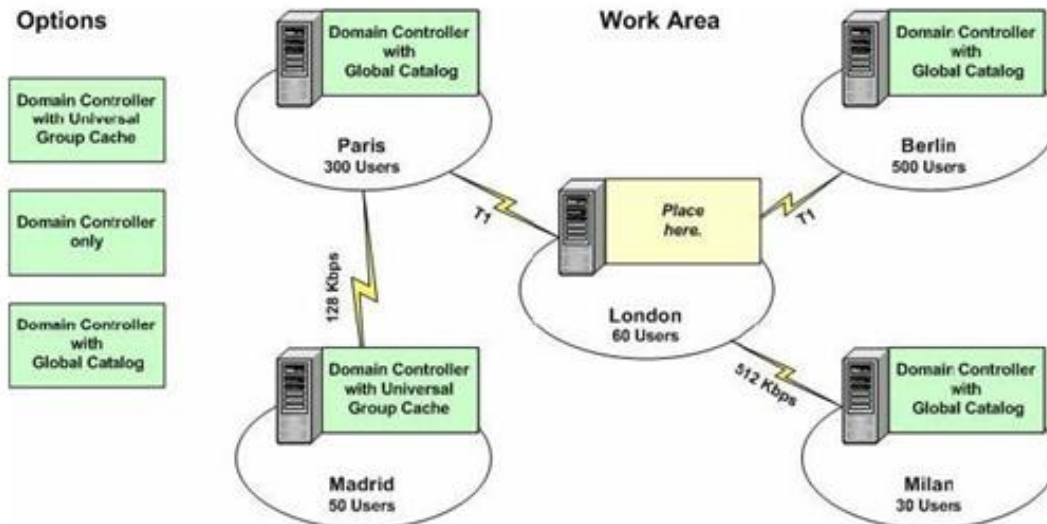 Options
Work Area
Domain Controller
with Universal
Group Cache
Domain Controller
only
Domain Controller
with
Global Catalog
Domain Controller
with
Global Catalog
Paris
300 Users
Domain Controller
with
Global Catalog
Berlin
500 Users
T1
T1
Place
here.
London
60 Users
128 Kbps
512 Kbps
Domain Controller
with Universal
Group Cache
Madrid
50 Users
Domain Controller
with
Global Catalog
Milan
30 Users